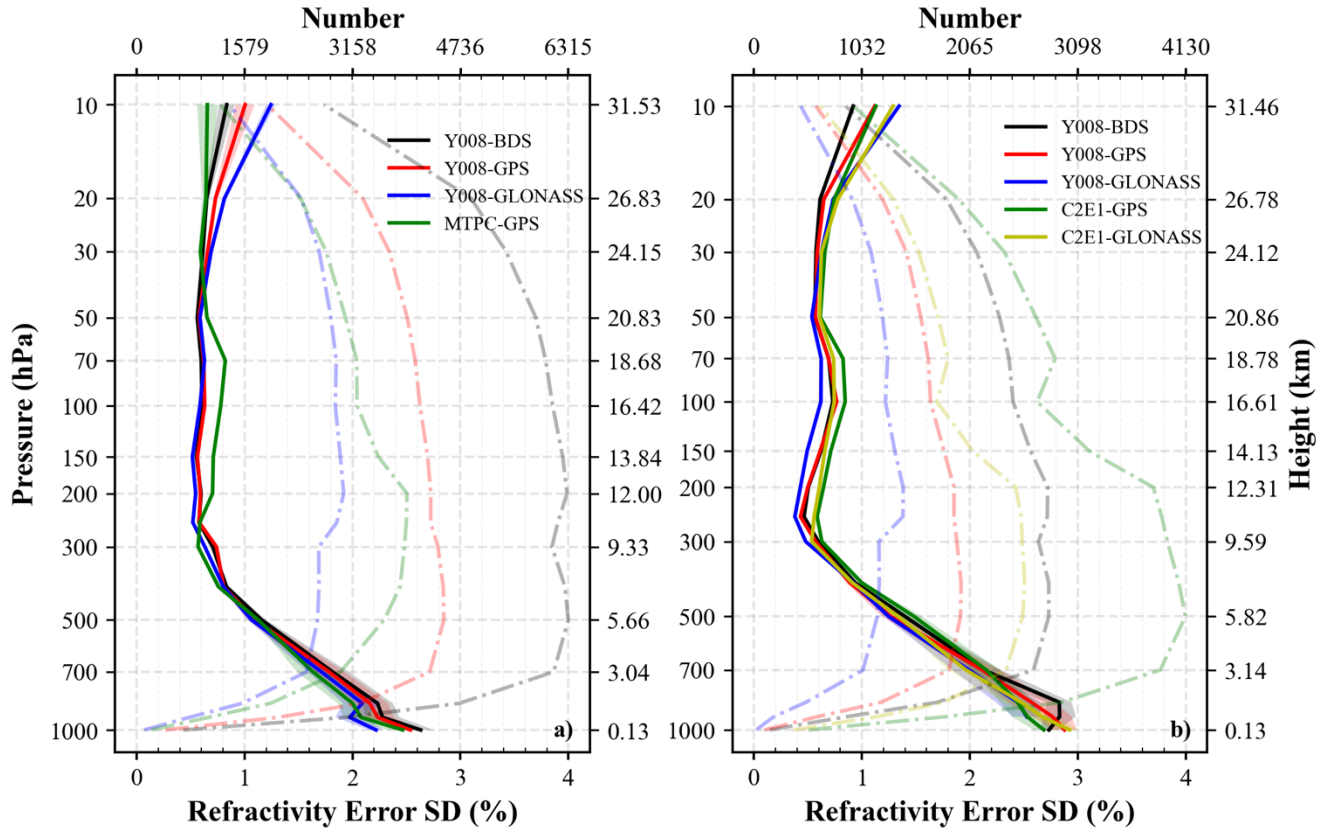 Number
0 1579 3158 4736 6315
Number
0 1032 2065 3098 4130
Pressure (hPa)
10
20
30
50
70
100
150
200
300
500
700
1000
31.53
26.83
24.15
20.83
18.68
16.42
13.84
12.00
9.33
5.66
3.04
0.13
Y008-BDS
Y008-GPS
Y008-GLONASS
MTPC-GPS
a)
0 1 2 3 4
Refractivity Error SD (%)
10
20
30
50
70
100
150
200
300
500
700
1000
Y008-BDS
Y008-GPS
Y008-GLONASS
C2E1-GPS
C2E1-GLONASS
b)
31.46
26.78
24.12
20.86
18.78
16.61
14.13
12.31
9.59
5.82
3.14
0.13
Height (km)
0 1 2 3 4
Refractivity Error SD (%)